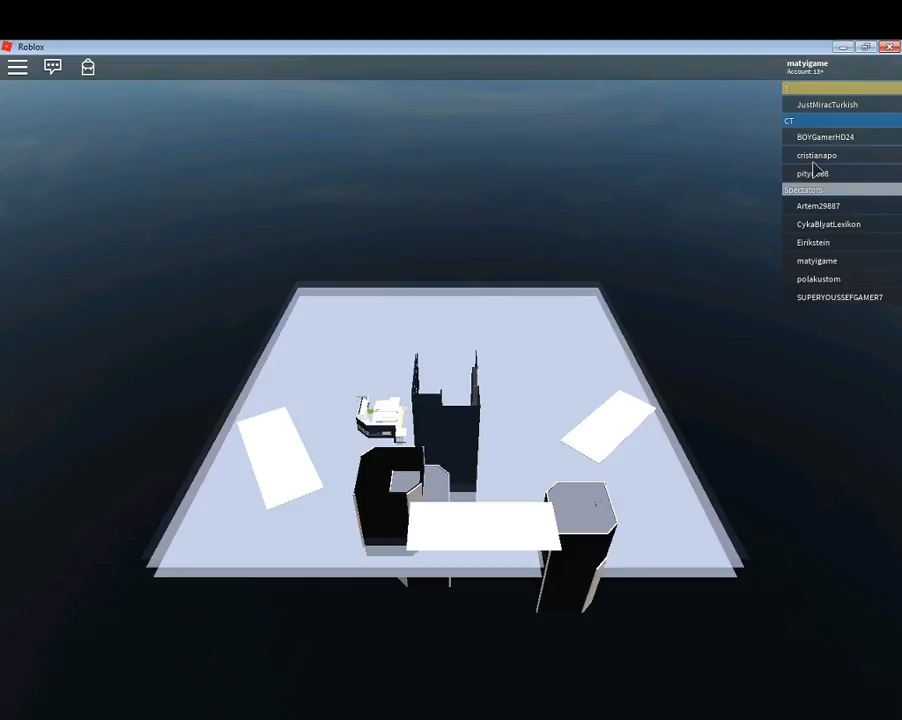 Roblox
matyigame
Account: 13+
T
JustMiracTurkish
CT
BOYGamerHD24
cristianapo
Spectators
Artem29887
CykaBlyatLexikon
Eirikstein
matyigame
polakustom
SUPERYOUSSEFGAMER7